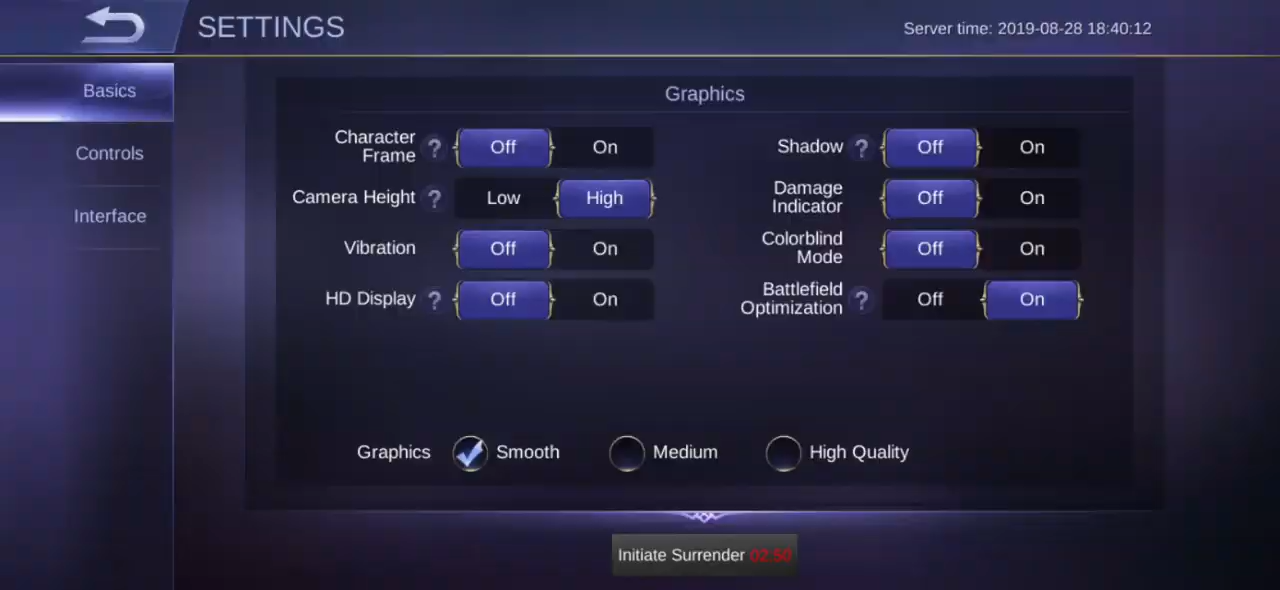 SETTINGS
Server time: 2019-08-28 18:40:12
Basics
Controls
Interface
Graphics
Character
Frame ? Off On
Camera Height ? Low High
Vibration Off On
HD Display ? Off On
Shadow ? Off On
Damage
Indicator Off On
Colorblind
Mode Off On
Battlefield
Optimization ? Off On
Graphics Smooth Medium High Quality
Initiate Surrender 02:50